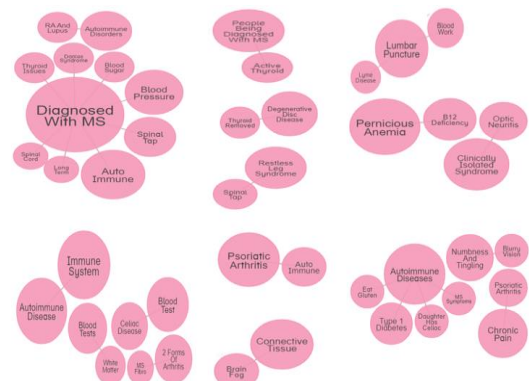 RA And
Lupus
Autoimmune
Disorders
Thyroid
Issues
Blood
Sugar
Diagnosed
With MS
Blood
Pressure
Spinal
Tap
Spinal
Cord
Long
Term
Auto
Immune
People
Being
Diagnosed
With MS
Active
Thyroid
Degenerative
Disc
Disease
Thyroid
Removed
Restless
Leg
Syndrome
Spinal
Tap
Blood
Work
Lumbar
Puncture
Lyme
Disease
Pernicious
Anemia
B12
Deficiency
Optic
Neuritis
Clinically
Isolated
Syndrome
Immune
System
Autoimmune
Disease
Blood
Tests
Celiac
Disease
Blood
Test
White
Matter
MS
Fibro
2 Forms
Of
Arthritis
Psoriatic
Arthritis
Auto
Immune
Connective
Tissue
Brain
Fog
Autoimmune
Diseases
Numbness
And
Tingling
Blurry
Vision
Eat
Gluten
MS
Syndrome
Psoriatic
Arthritis
Type 1
Diabetes
Daughter
Has
Celiac
Chronic
Pain